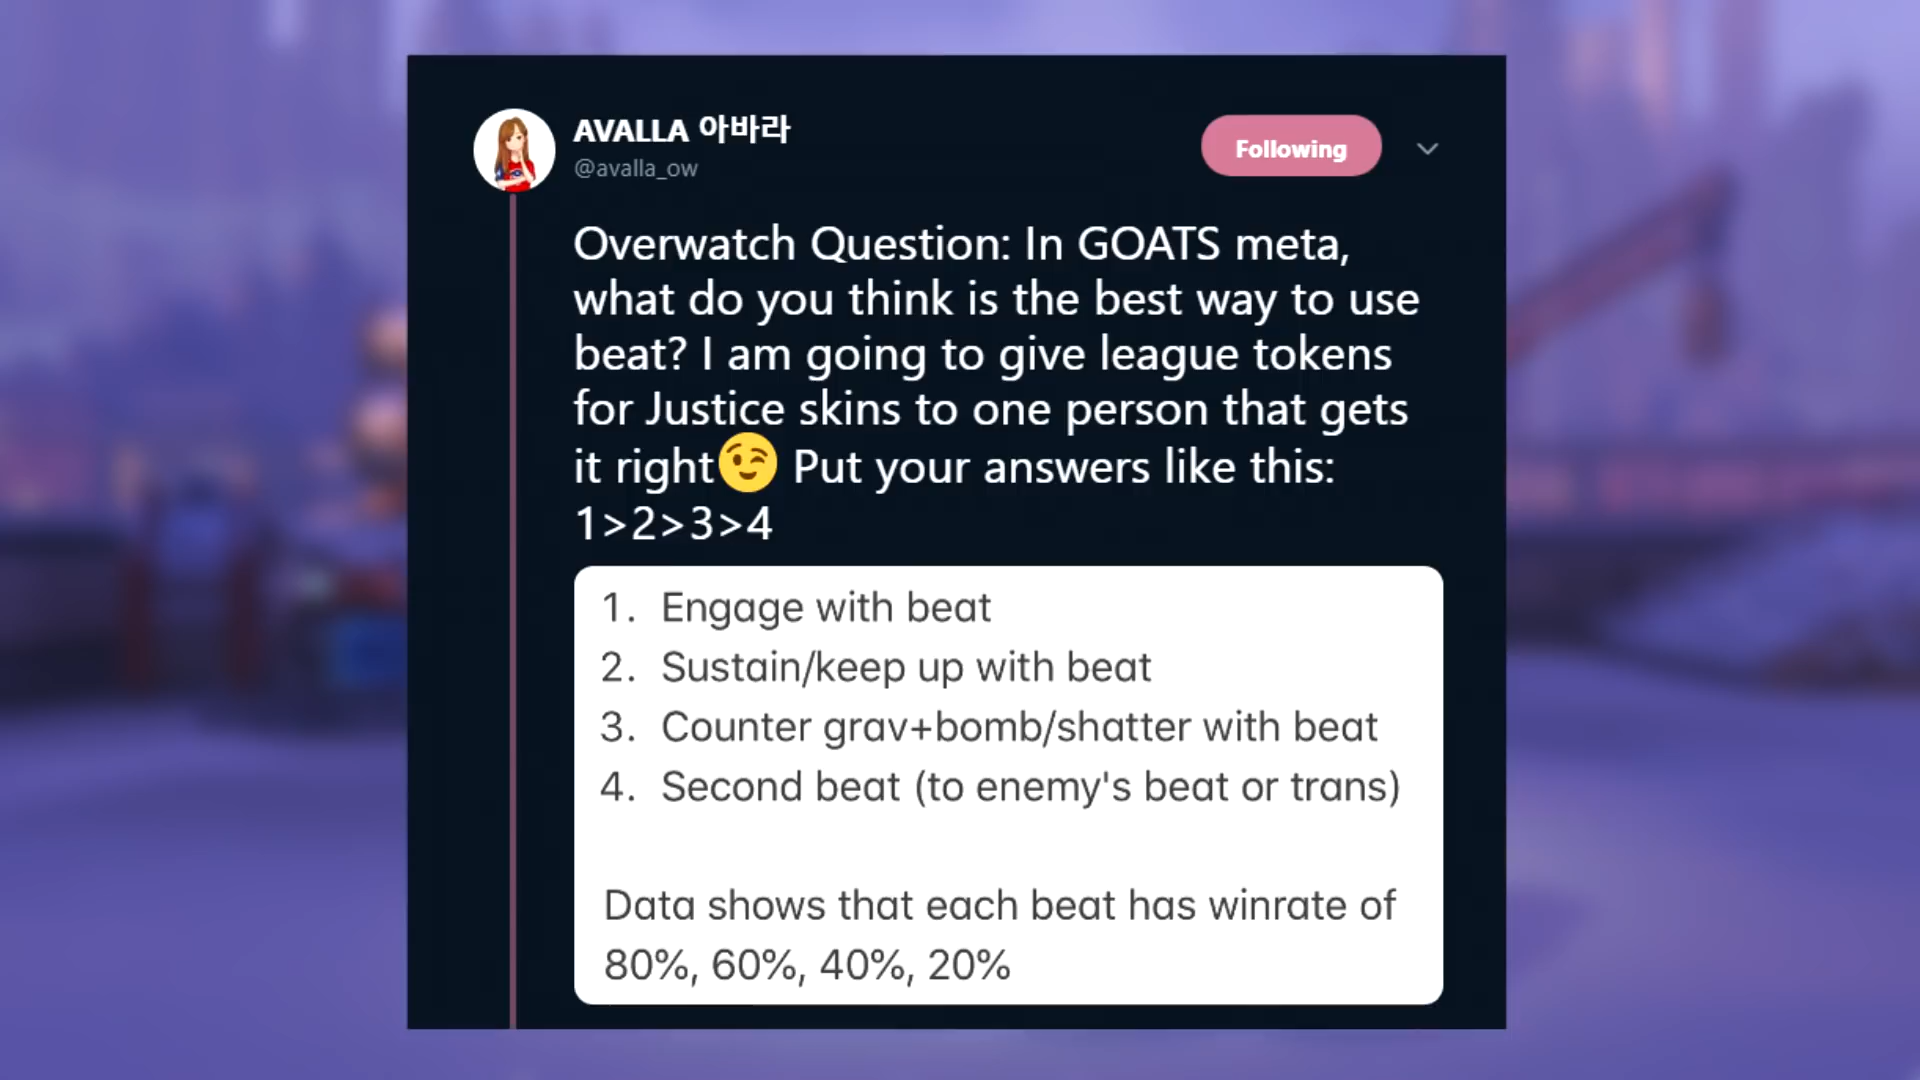 AVALLA 아바라
@avalla_ow
Following
Overwatch Question: In GOATS meta,
what do you think is the best way to use
beat? I am going to give league tokens
for Justice skins to one person that gets
it right😉 Put your answers like this:
1>2>3>4
1. Engage with beat
2. Sustain/keep up with beat
3. Counter grav+bomb/shatter with beat
4. Second beat (to enemy's beat or trans)
Data shows that each beat has winrate of
80%, 60%, 40%, 20%